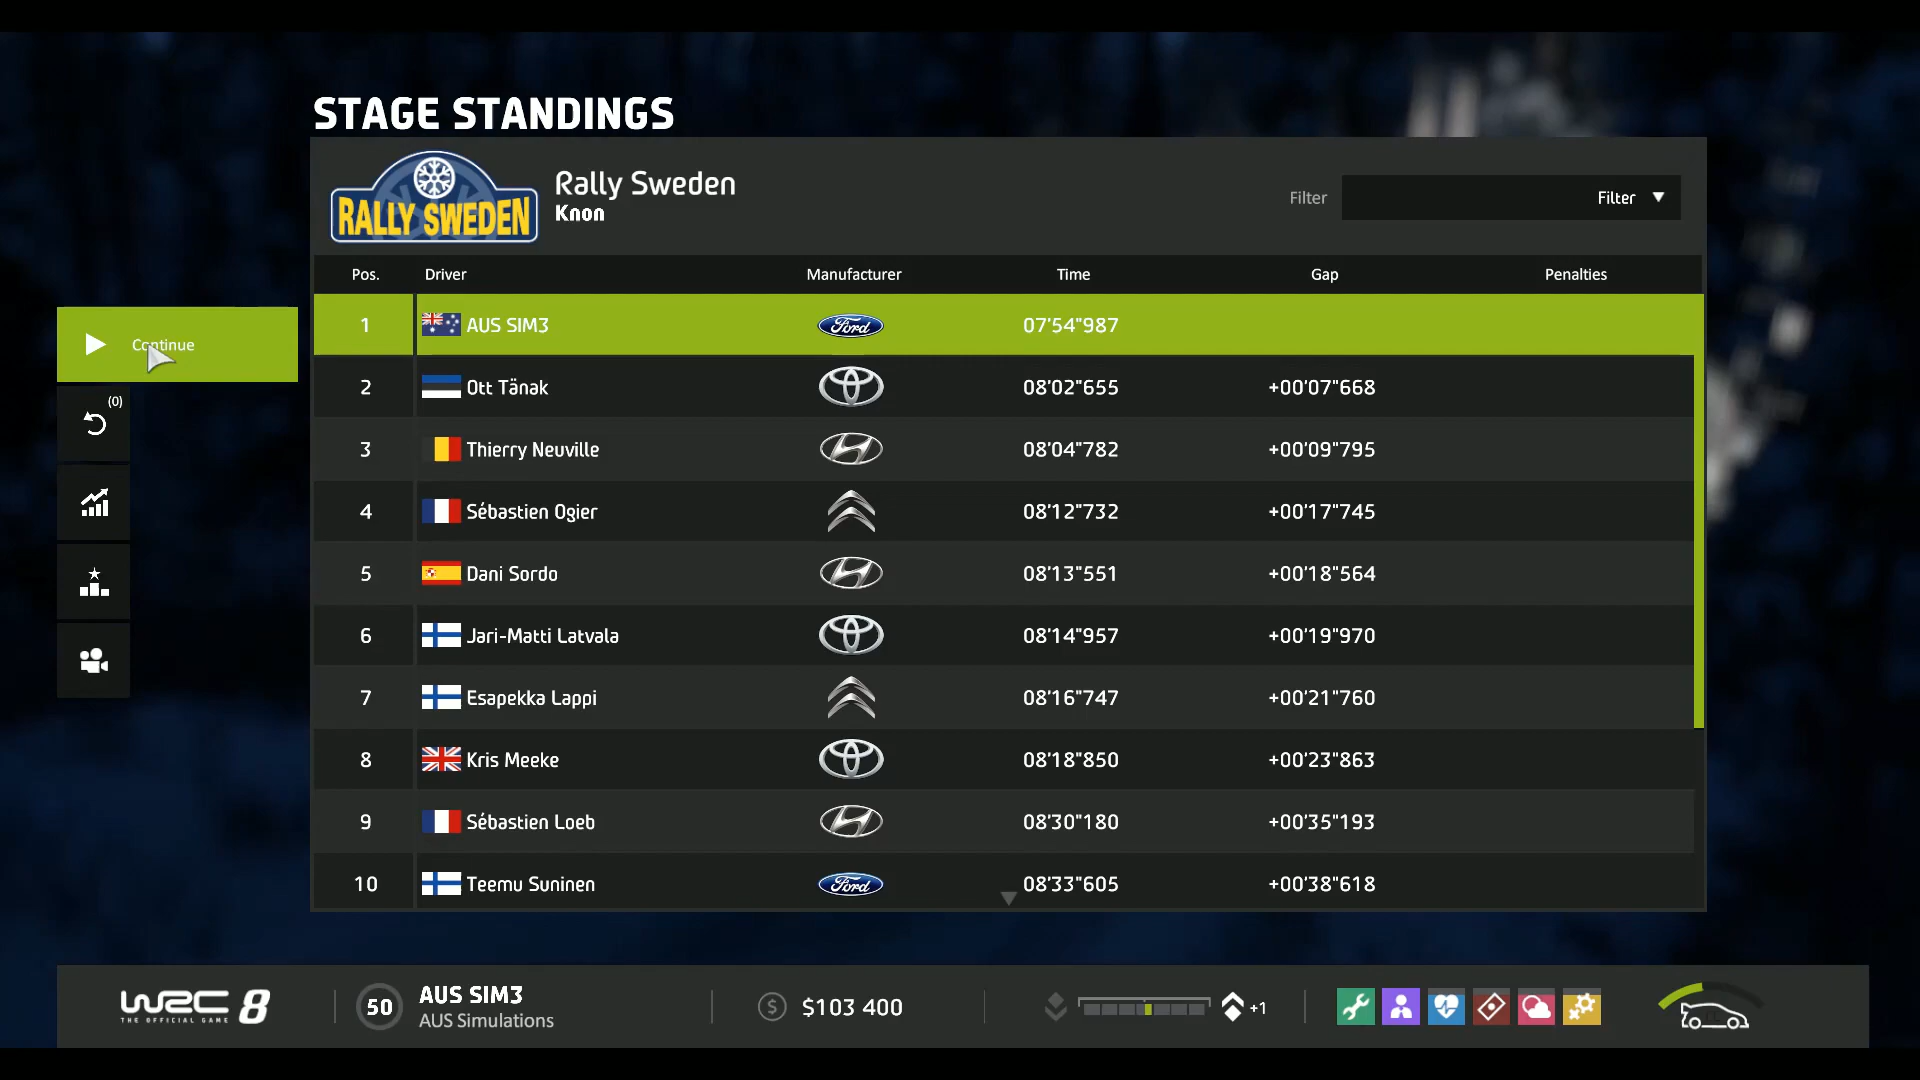 STAGE STANDINGS
RALLY SWEDEN
Rally Sweden
Knon
Filter
Filter
Pos. Driver Manufacturer Time Gap Penalties
1 AUS SIM3 Ford 07'54"987
2 Ott Tänak 08'02"655 +00'07"668
3 Thierry Neuville 08'04"782 +00'09"795
4 Sébastien Ogier 08'12"732 +00'17"745
5 Dani Sordo 08'13"551 +00'18"564
6 Jari-Matti Latvala 08'14"957 +00'19"970
7 Esapekka Lappi 08'16"747 +00'21"760
8 Kris Meeke 08'18"850 +00'23"863
9 Sébastien Loeb 08'30"180 +00'35"193
10 Teemu Suninen Ford 08'33"605 +00'38"618
Continue
(0)
WRC 8
THE OFFICIAL GAME
50
AUS SIM3
AUS Simulations
$
$103 400
+1